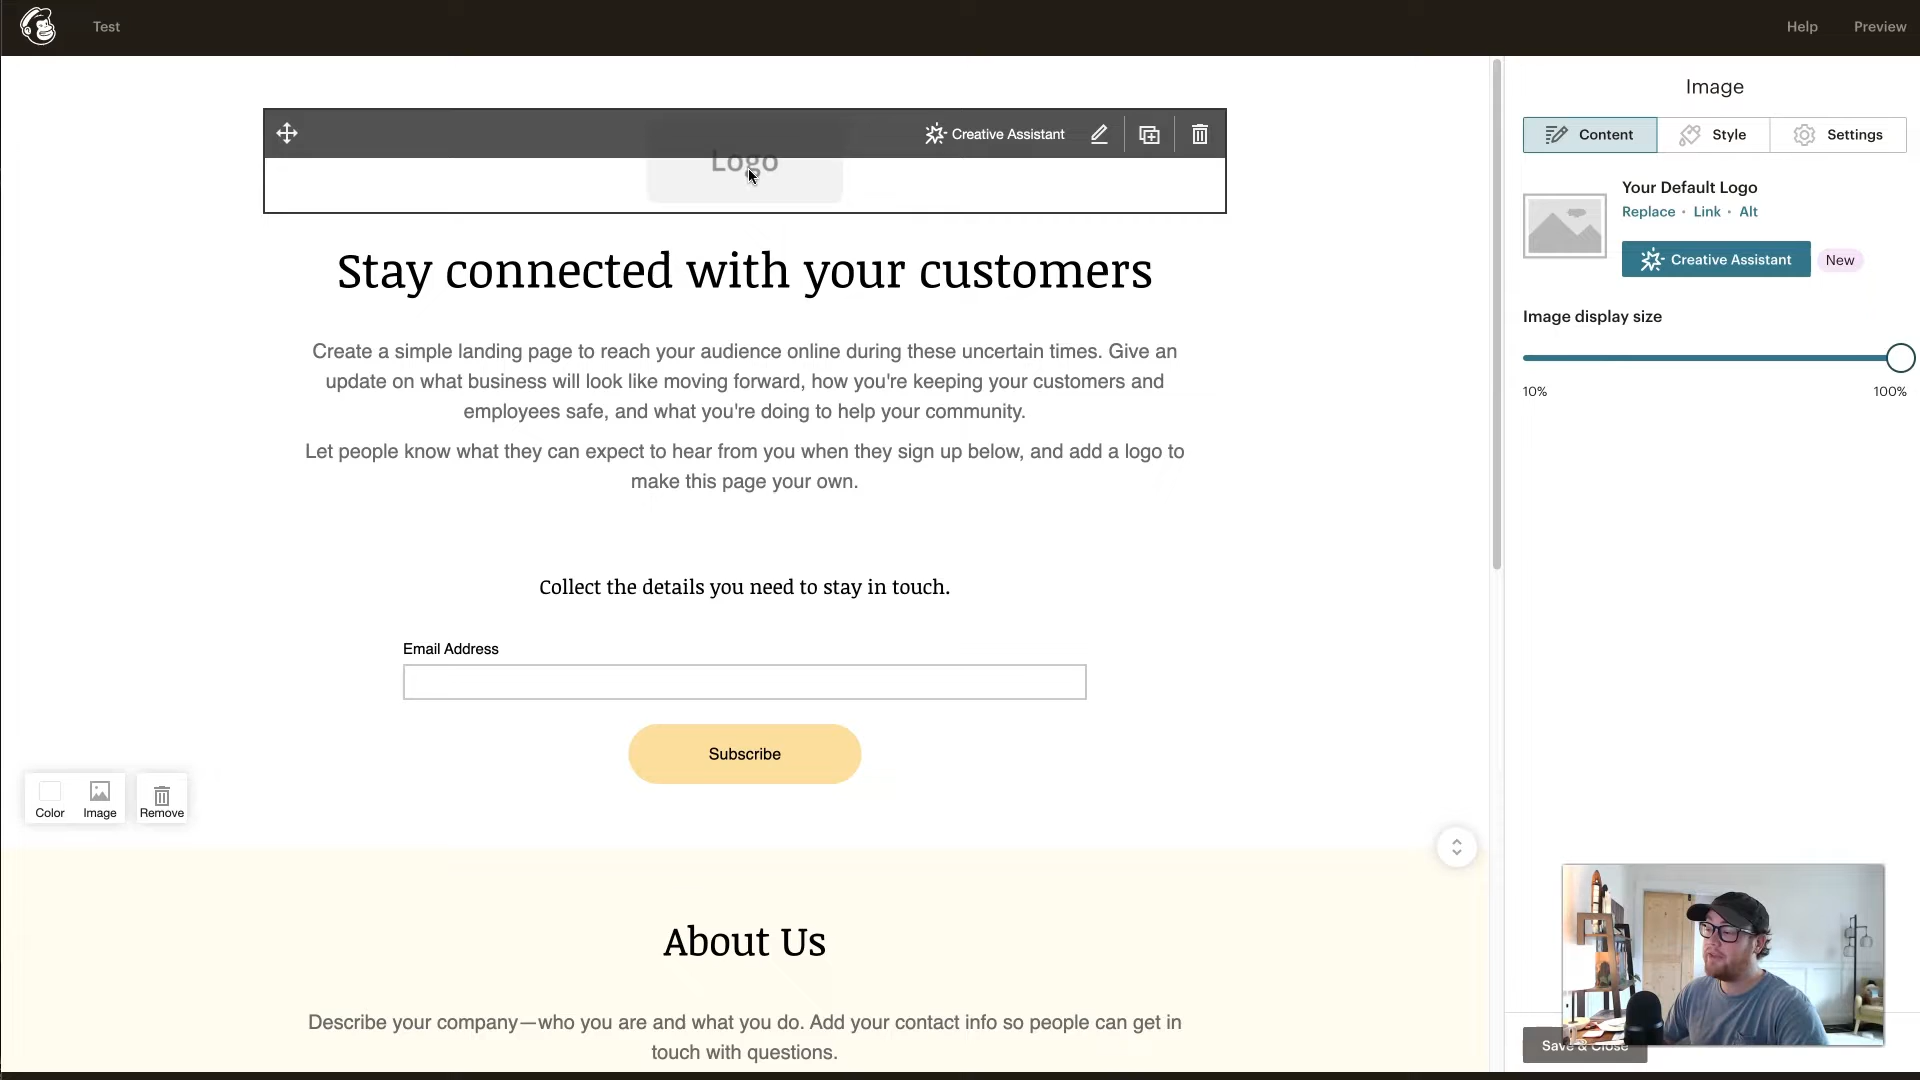 Test
Help
Preview
Creative Assistant
Logo
Stay connected with your customers
Create a simple landing page to reach your audience online during these uncertain times. Give an
update on what business will look like moving forward, how you're keeping your customers and
employees safe, and what you're doing to help your community.
Let people know what they can expect to hear from you when they sign up below, and add a logo to
make this page your own.
Collect the details you need to stay in touch.
Email Address
Subscribe
Color
Image
Remove
About Us
Describe your company—who you are and what you do. Add your contact info so people can get in
touch with questions.
Image
Content
Style
Settings
Your Default Logo
Replace • Link • Alt
Creative Assistant
New
Image display size
10%
100%
Save & Close